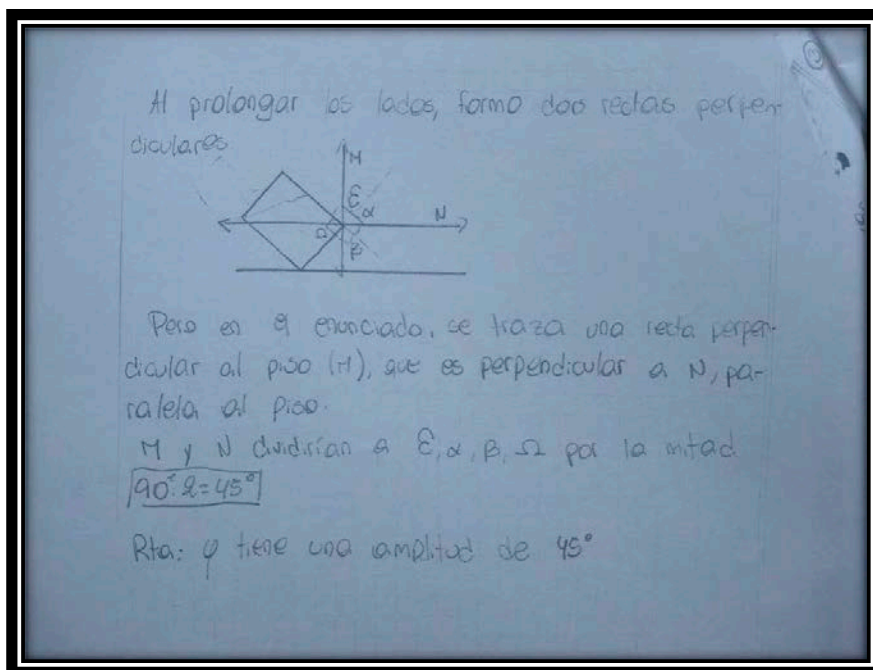 Al prolongar los lados, formo dos rectas perpen-
diculares
M
Ɛ
α
N
Ω
β
Pero en el enunciado, se traza una recta perpen-
dicular al piso (M), que es perpendicular a N, pa-
ralela al piso.
M y N dividirían a Ɛ, α, β, Ω por la mitad
90°:2=45°
Rta: φ tiene una amplitud de 45°